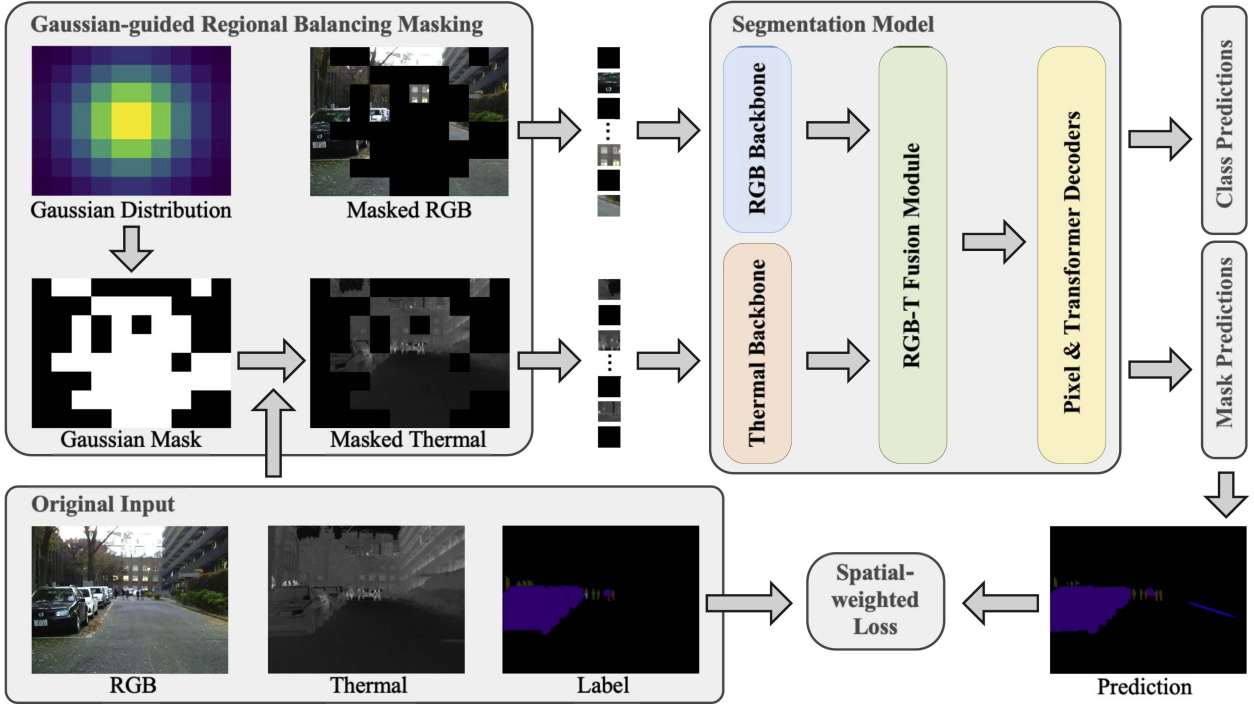 Gaussian-guided Regional Balancing Masking
Gaussian Distribution
Masked RGB
Gaussian Mask
Masked Thermal
Segmentation Model
RGB Backbone
Thermal Backbone
RGB-T Fusion Module
Pixel & Transformer Decoders
Class Predictions
Mask Predictions
Original Input
RGB
Thermal
Label
Spatial-
weighted
Loss
Prediction